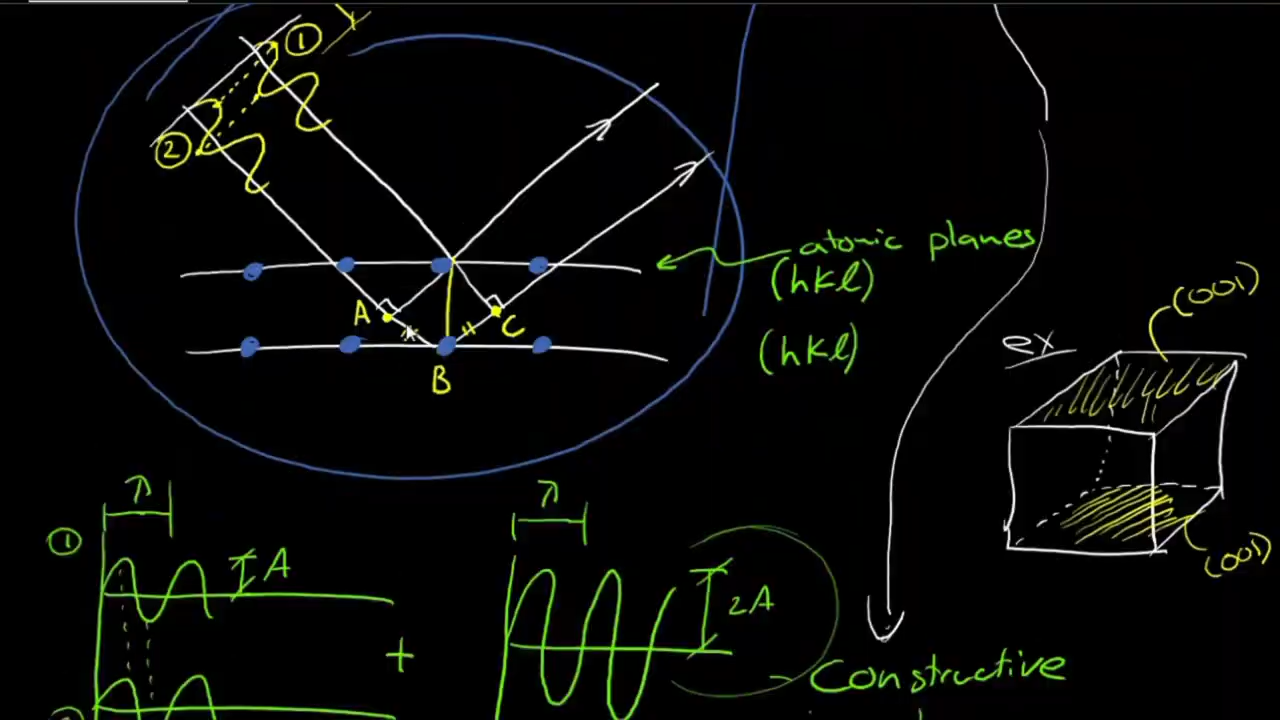 ①
②
atomic planes
(hkl)
A
C
(hkl)
B
(001)
ex
(001)
λ
λ
①
A
2A
+
- Constructive